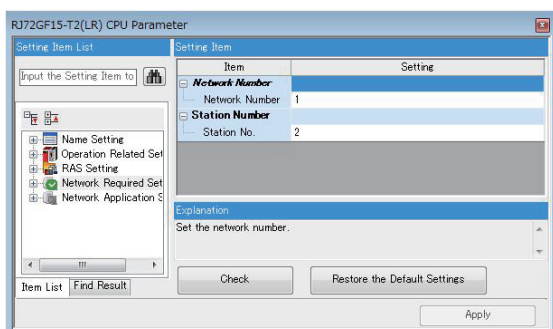 RJ72GF15-T2(LR) CPU Parameter
Setting Item List
Setting Item
Input the Setting Item to
Item
Setting
Network Number
Network Number
1
Station Number
Station No.
2
Name Setting
Operation Related Set
RAS Setting
Network Required Set
Network Application S
Explanation
Set the network number.
Item List
Find Result
Check
Restore the Default Settings
Apply